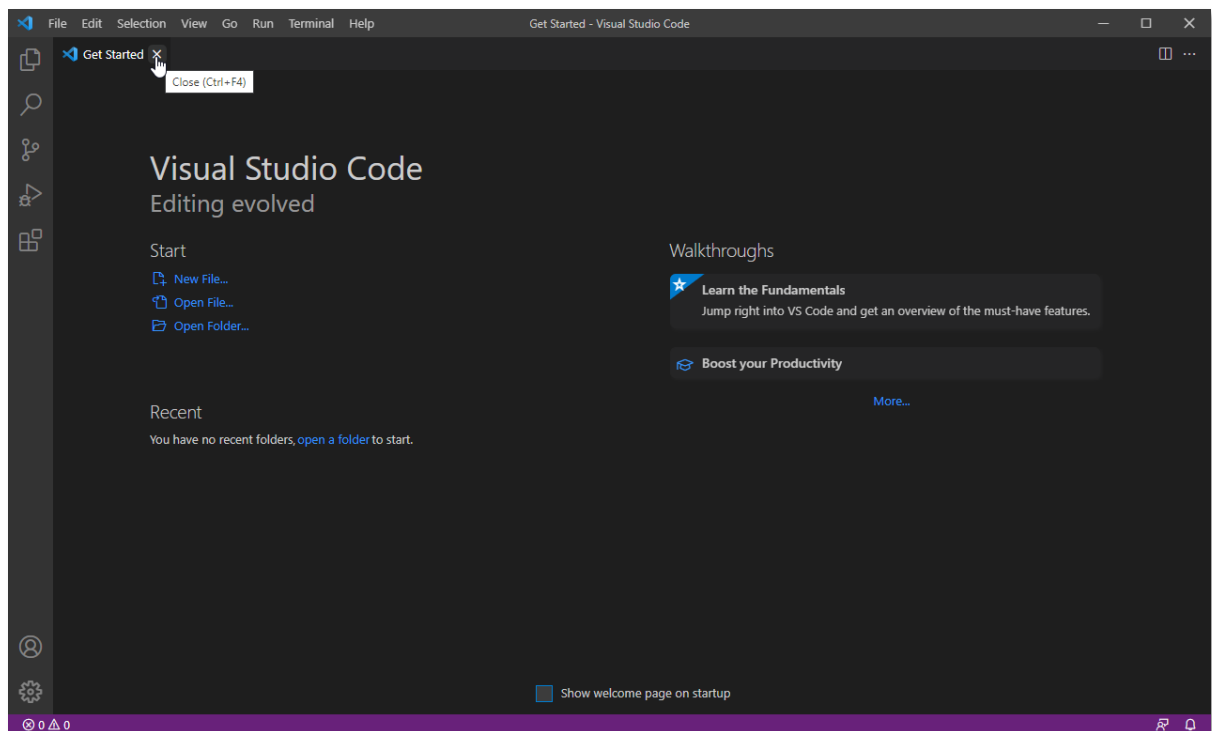 File Edit Selection View Go Run Terminal Help Get Started - Visual Studio Code
Get Started
Close (Ctrl+F4)
Visual Studio Code
Editing evolved
Start
New File...
Open File...
Open Folder...
Recent
You have no recent folders, open a folder to start.
Walkthroughs
Learn the Fundamentals
Jump right into VS Code and get an overview of the must-have features.
Boost your Productivity
More...
Show welcome page on startup
0 0